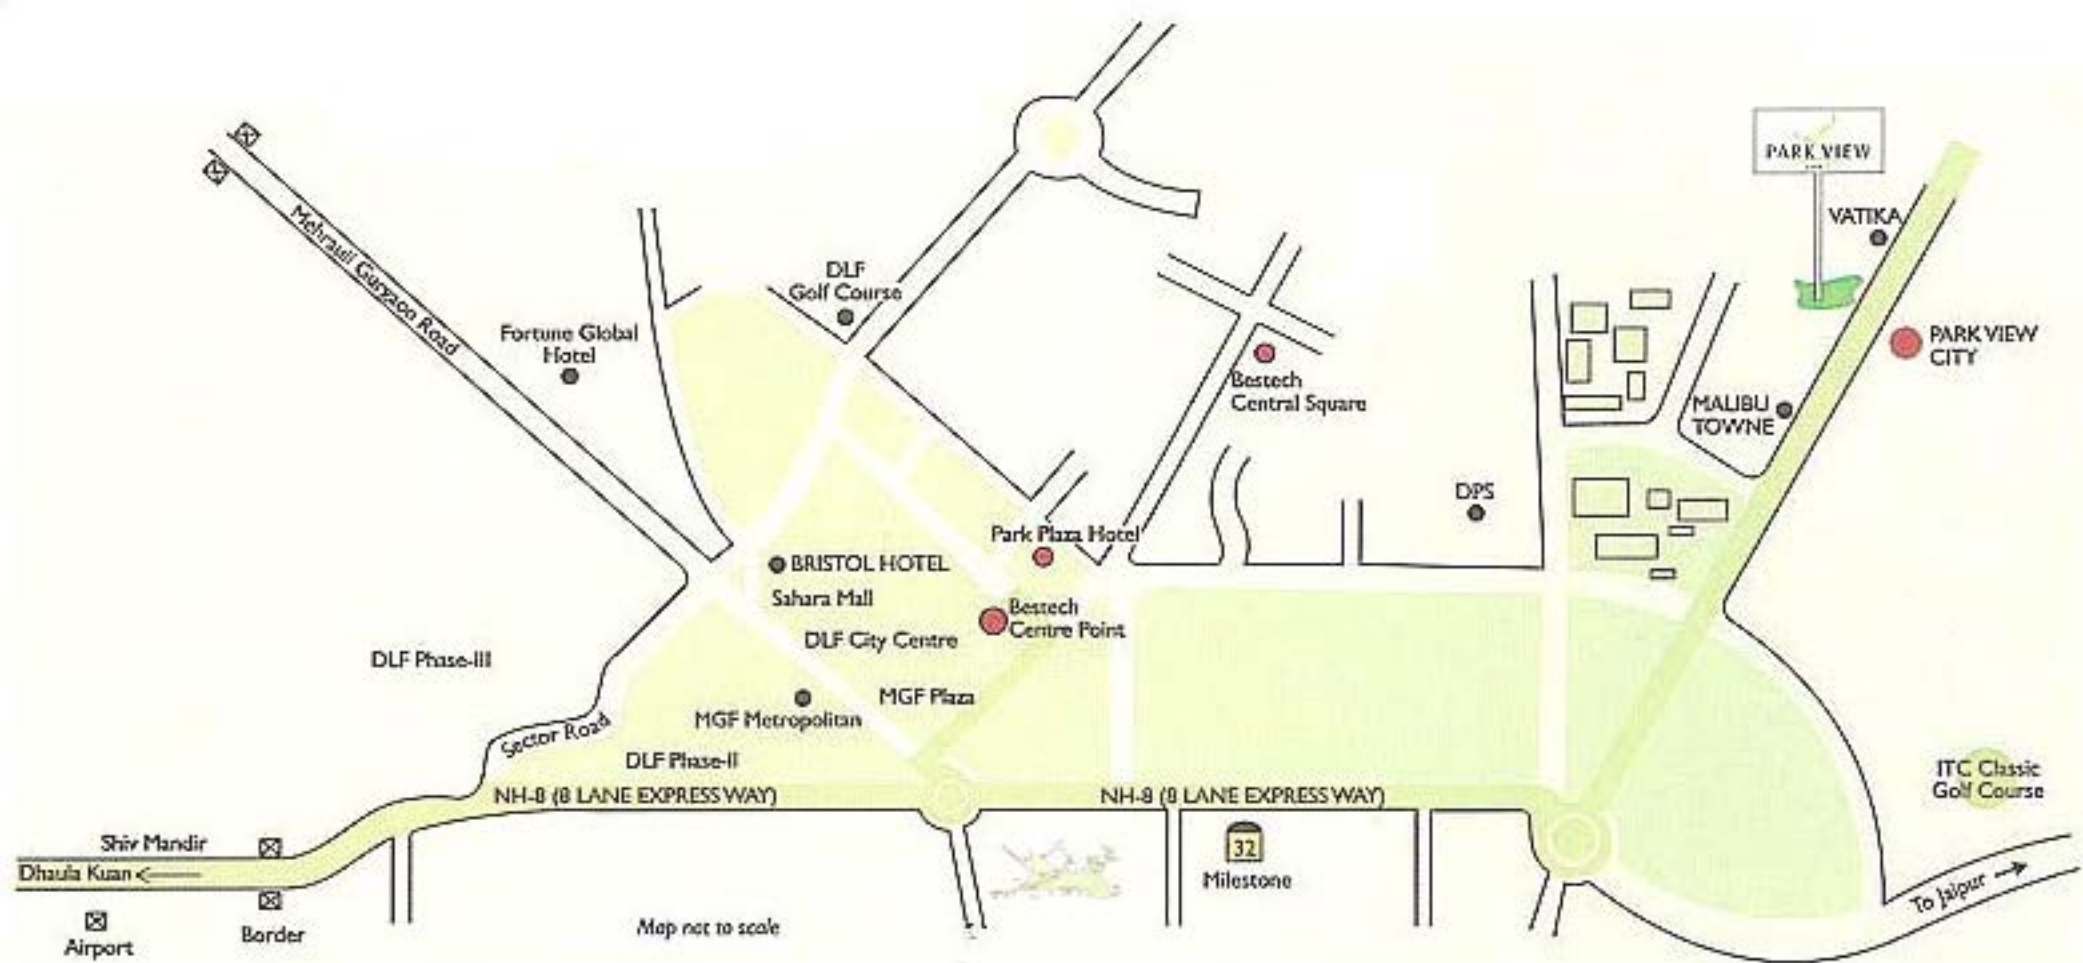 PARK VIEW
VATIKA
Mehrauli Gurgaon Road
DLF
Golf Course
Fortune Global
Hotel
PARK VIEW
CITY
Bestech
Central Square
MALIBU
TOWNE
DPS
Park Plaza Hotel
BRISTOL HOTEL
Sahara Mall
Bestech
Centre Point
DLF City Centre
DLF Phase-III
MGF Plaza
MGF Metropolitan
Sector Road
DLF Phase-II
NH-8 (8 LANE EXPRESS WAY)
NH-8 (8 LANE EXPRESS WAY)
ITC Classic
Golf Course
Shiv Mandir
32
Milestone
Dhaula Kuan
To Jaipur
Airport
Border
Map not to scale